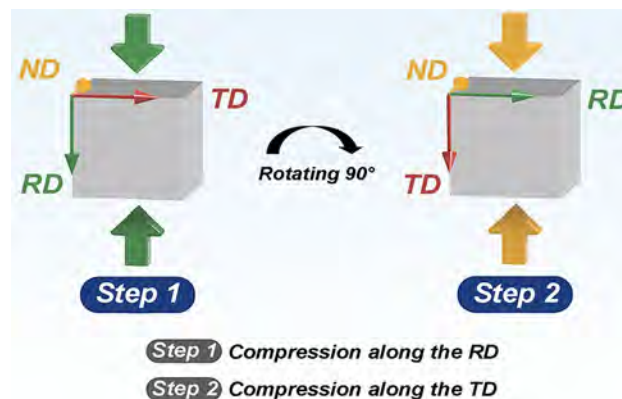 ND
ND
TD
RD
Rotating 90°
RD
TD
Step 1
Step 2
Step 1 Compression along the RD
Step 2 Compression along the TD